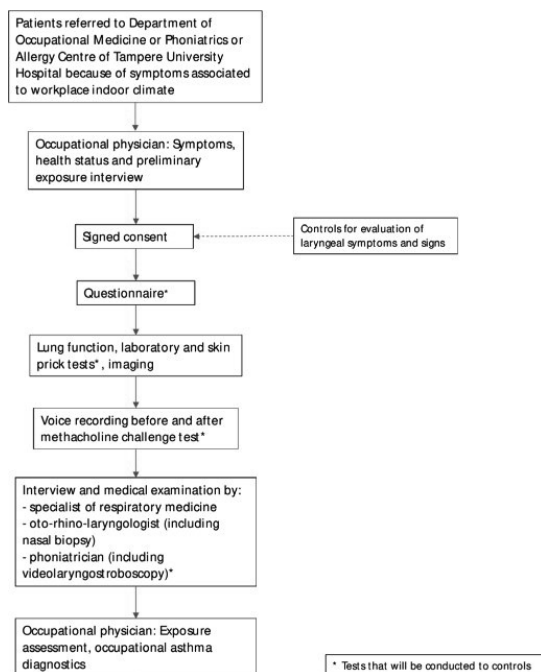 Patients referred to Department of
Occupational Medicine or Phoniatrics or
Allergy Centre of Tampere University
Hospital because of symptoms associated
to workplace indoor climate
Occupational physician: Symptoms,
health status and preliminary
exposure interview
Signed consent
Controls for evaluation of
laryngeal symptoms and signs
Questionnaire*
Lung function, laboratory and skin
prick tests*, imaging
Voice recording before and after
methacholine challenge test*
Interview and medical examination by:
- specialist of respiratory medicine
- oto-rhino-laryngologist (including
nasal biopsy)
- phoniatrician (including
videolaryngostroboscopy)*
Occupational physician: Exposure
assessment, occupational asthma
diagnostics
* Tests that will be conducted to controls